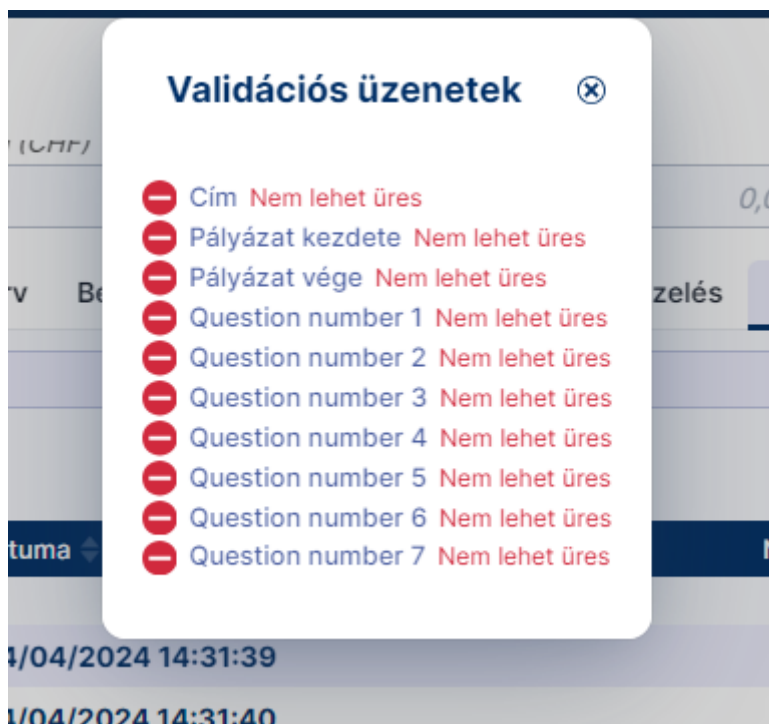 Validációs üzenetek
(CHF)
0,
Cím Nem lehet üres
Pályázat kezdete Nem lehet üres
Pályázat vége Nem lehet üres
rv Be zelés
Question number 1 Nem lehet üres
Question number 2 Nem lehet üres
Question number 3 Nem lehet üres
Question number 4 Nem lehet üres
Question number 5 Nem lehet üres
Question number 6 Nem lehet üres
tuma
Question number 7 Nem lehet üres
4/04/2024 14:31:39
4/04/2024 14:31:40